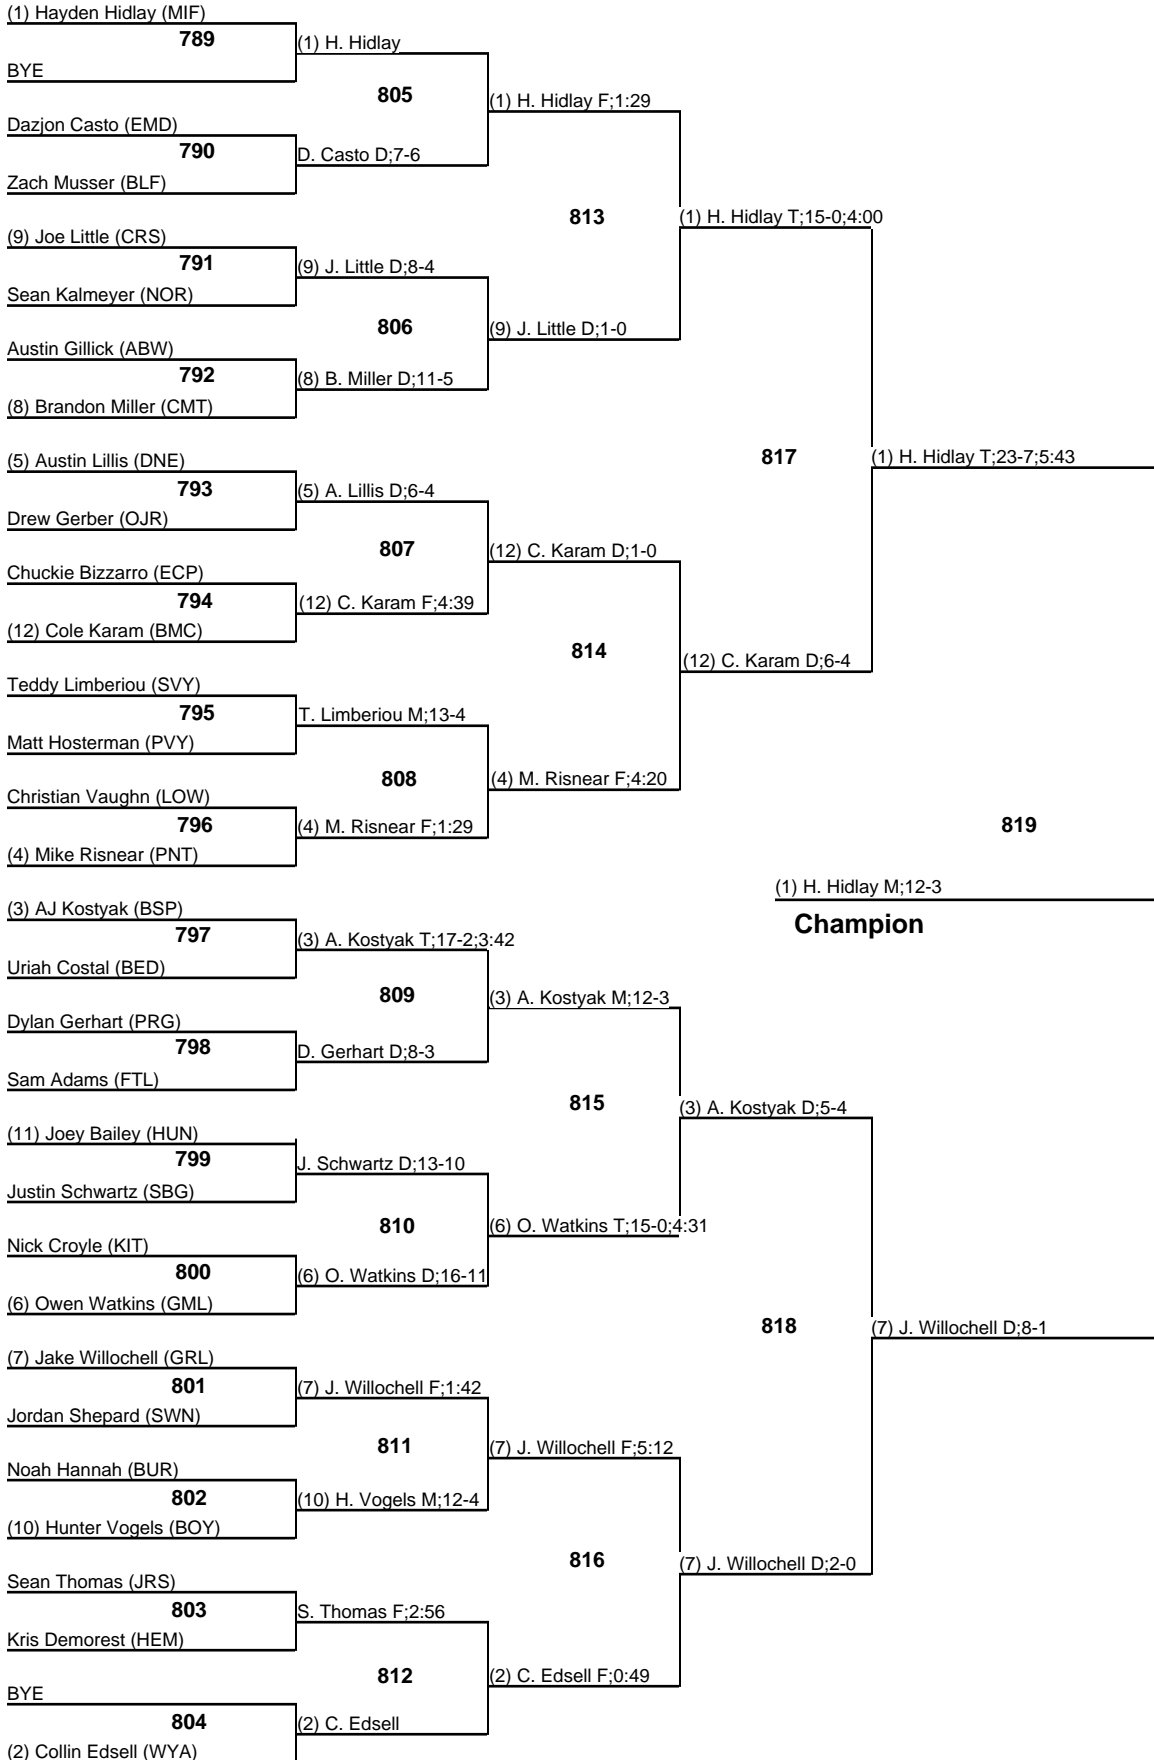 (1) Hayden Hidlay (MIF)
789
(1) H. Hidlay
BYE
805
(1) H. Hidlay F;1:29
Dazjon Casto (EMD)
790
D. Casto D;7-6
Zach Musser (BLF)
813
(1) H. Hidlay T;15-0;4:00
(9) Joe Little (CRS)
791
(9) J. Little D;8-4
Sean Kalmeyer (NOR)
806
(9) J. Little D;1-0
Austin Gillick (ABW)
792
(8) B. Miller D;11-5
(8) Brandon Miller (CMT)
817
(1) H. Hidlay T;23-7;5:43
(5) Austin Lillis (DNE)
793
(5) A. Lillis D;6-4
Drew Gerber (OJR)
807
(12) C. Karam D;1-0
Chuckie Bizzarro (ECP)
794
(12) C. Karam F;4:39
(12) Cole Karam (BMC)
814
(12) C. Karam D;6-4
Teddy Limberiou (SVY)
795
T. Limberiou M;13-4
Matt Hosterman (PVY)
808
(4) M. Risnear F;4:20
Christian Vaughn (LOW)
796
(4) M. Risnear F;1:29
819
(4) Mike Risnear (PNT)
(1) H. Hidlay M;12-3
Champion
(3) AJ Kostyak (BSP)
797
(3) A. Kostyak T;17-2;3:42
Uriah Costal (BED)
809
(3) A. Kostyak M;12-3
Dylan Gerhart (PRG)
798
D. Gerhart D;8-3
Sam Adams (FTL)
815
(3) A. Kostyak D;5-4
(11) Joey Bailey (HUN)
799
J. Schwartz D;13-10
Justin Schwartz (SBG)
810
(6) O. Watkins T;15-0;4:31
Nick Croyle (KIT)
800
(6) O. Watkins D;16-11
(6) Owen Watkins (GML)
818
(7) J. Willochell D;8-1
(7) Jake Willochell (GRL)
801
(7) J. Willochell F;1:42
Jordan Shepard (SWN)
811
(7) J. Willochell F;5:12
Noah Hannah (BUR)
802
(10) H. Vogels M;12-4
(10) Hunter Vogels (BOY)
816
(7) J. Willochell D;2-0
Sean Thomas (JRS)
803
S. Thomas F;2:56
Kris Demorest (HEM)
812
(2) C. Edsell F;0:49
BYE
804
(2) C. Edsell
(2) Collin Edsell (WYA)